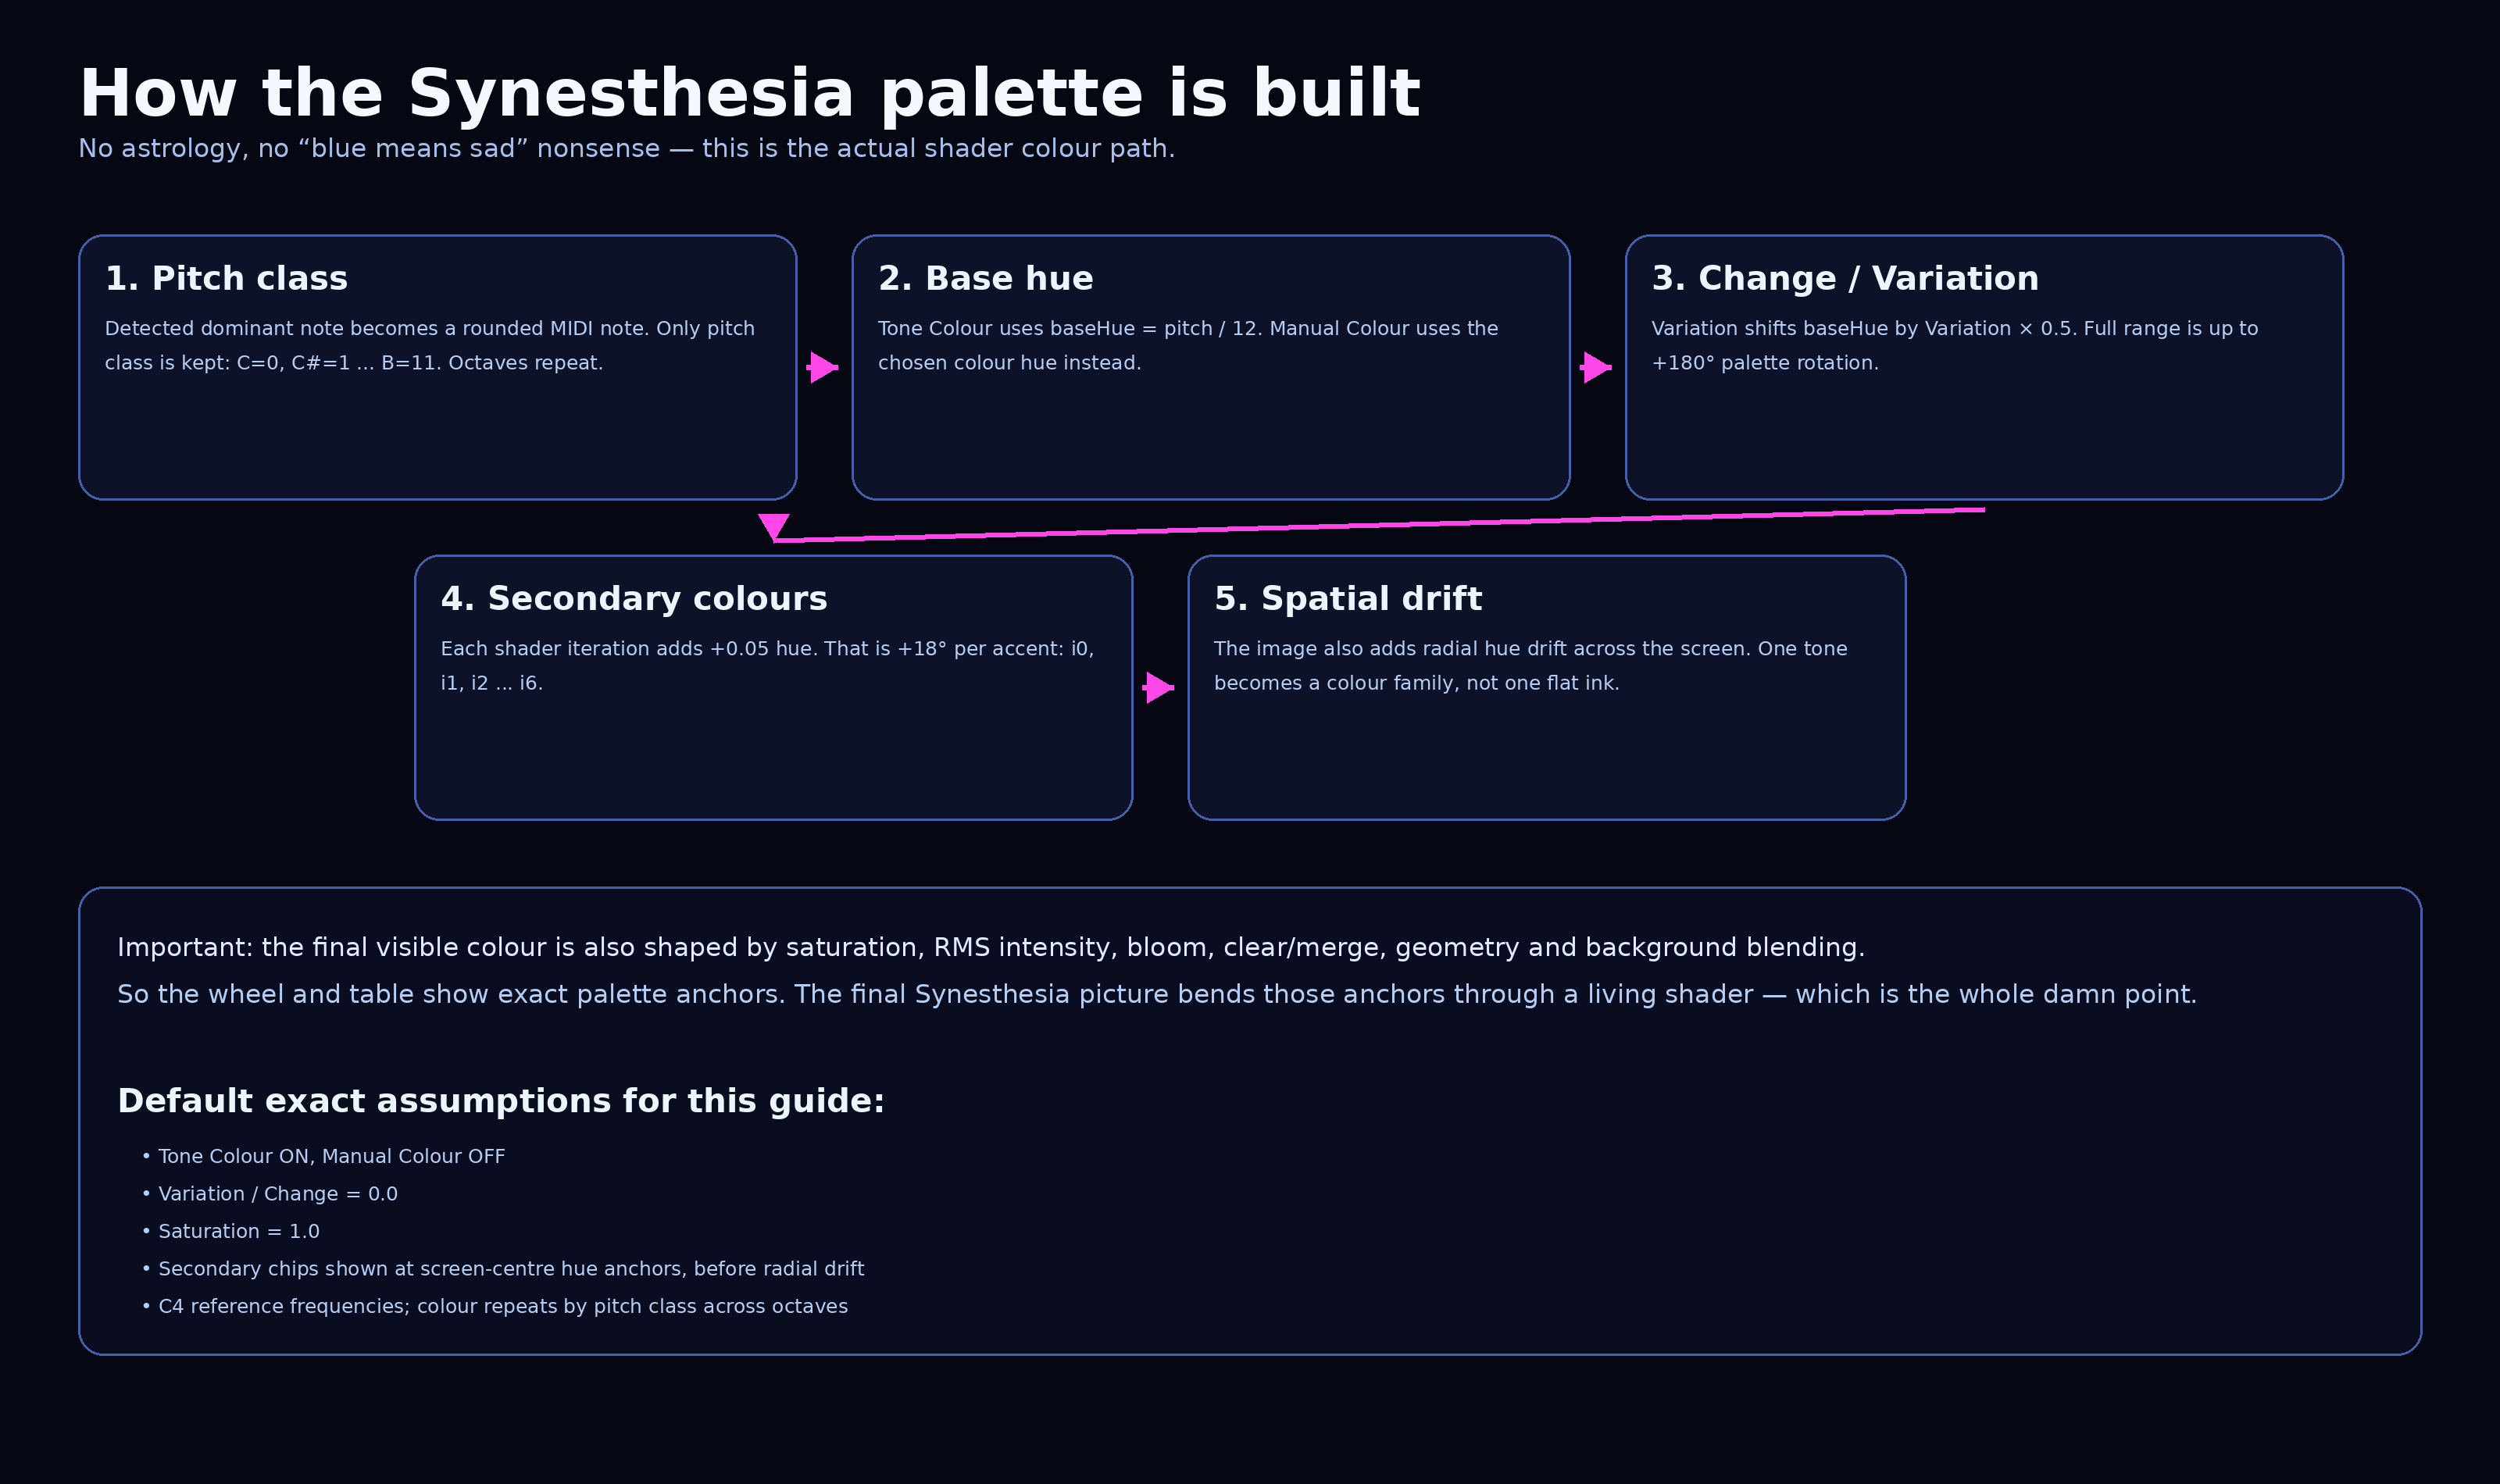 How the Synesthesia palette is built
No astrology, no “blue means sad” nonsense — this is the actual shader colour path.
1. Pitch class
Detected dominant note becomes a rounded MIDI note. Only pitch
class is kept: C=0, C#=1 ... B=11. Octaves repeat.
2. Base hue
Tone Colour uses baseHue = pitch / 12. Manual Colour uses the
chosen colour hue instead.
3. Change / Variation
Variation shifts baseHue by Variation × 0.5. Full range is up to
+180° palette rotation.
4. Secondary colours
Each shader iteration adds +0.05 hue. That is +18° per accent: i0,
i1, i2 ... i6.
5. Spatial drift
The image also adds radial hue drift across the screen. One tone
becomes a colour family, not one flat ink.
Important: the final visible colour is also shaped by saturation, RMS intensity, bloom, clear/merge, geometry and background blending.
So the wheel and table show exact palette anchors. The final Synesthesia picture bends those anchors through a living shader — which is the whole damn point.
Default exact assumptions for this guide:
• Tone Colour ON, Manual Colour OFF
• Variation / Change = 0.0
• Saturation = 1.0
• Secondary chips shown at screen-centre hue anchors, before radial drift
• C4 reference frequencies; colour repeats by pitch class across octaves